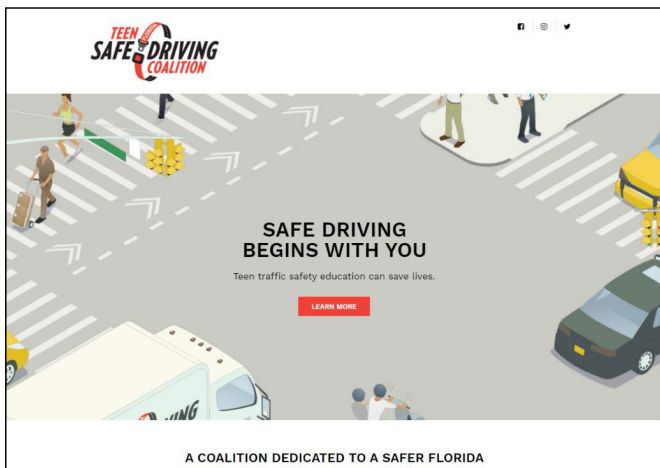 TEEN
FLORIDA
SAFE DRIVING
COALITION
SAFE DRIVING
BEGINS WITH YOU
Teen traffic safety education can save lives.
LEARN MORE
A COALITION DEDICATED TO A SAFER FLORIDA